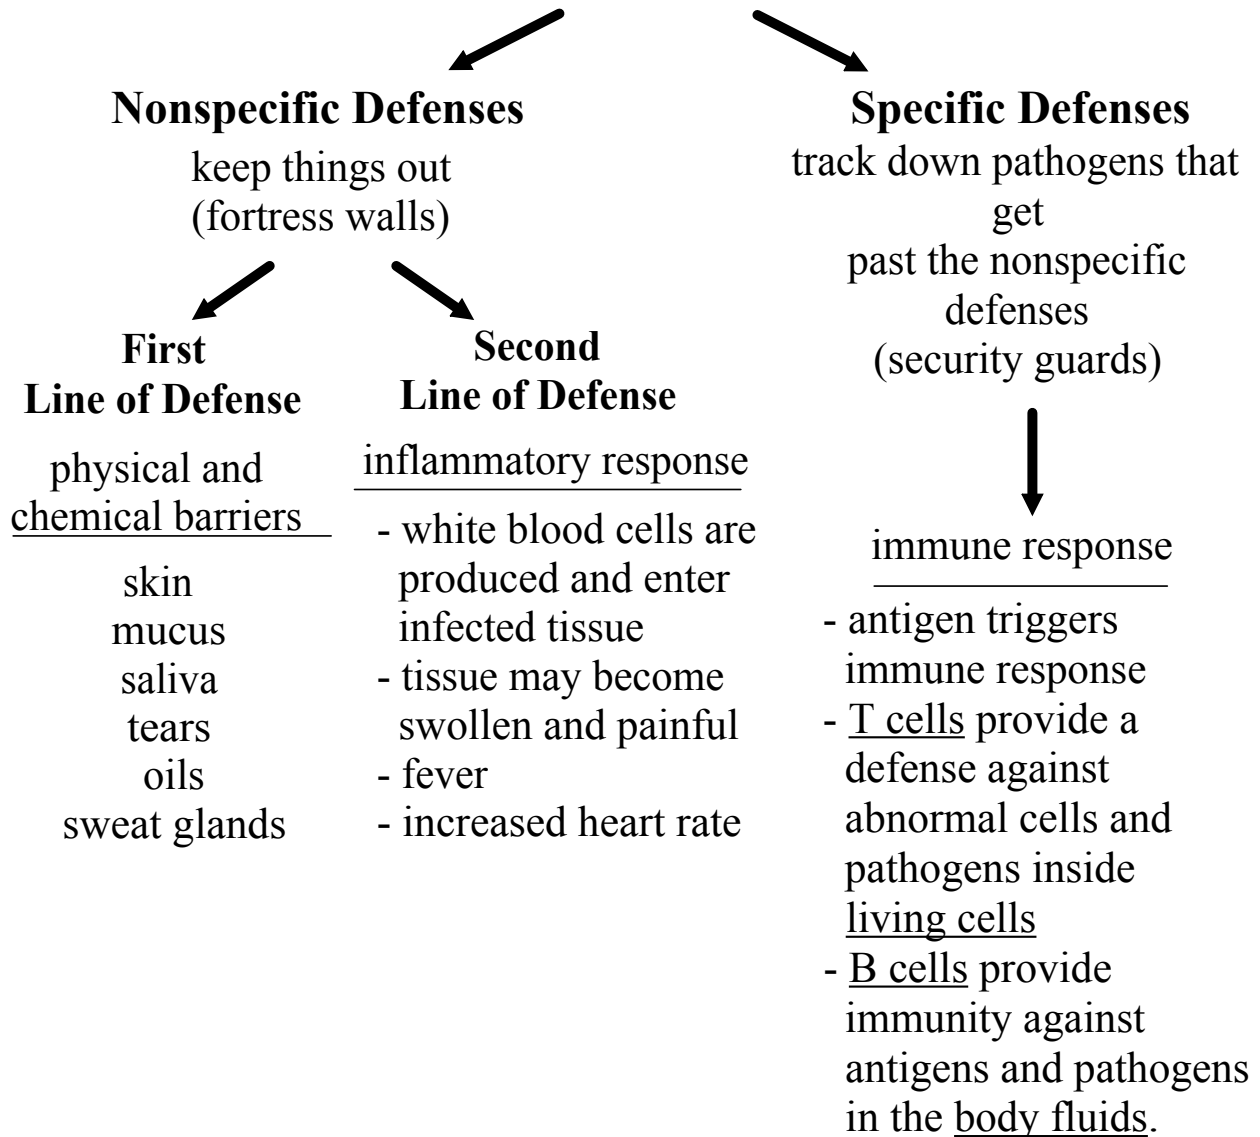 Nonspecific Defenses
keep things out
(fortress walls)
First
Line of Defense
physical and
chemical barriers
skin
mucus
saliva
tears
oils
sweat glands
Second
Line of Defense
inflammatory response
- white blood cells are
produced and enter
infected tissue
- tissue may become
swollen and painful
- fever
- increased heart rate
Specific Defenses
track down pathogens that
get
past the nonspecific
defenses
(security guards)
immune response
- antigen triggers
immune response
- T cells provide a
defense against
abnormal cells and
pathogens inside
living cells
- B cells provide
immunity against
antigens and pathogens
in the body fluids.